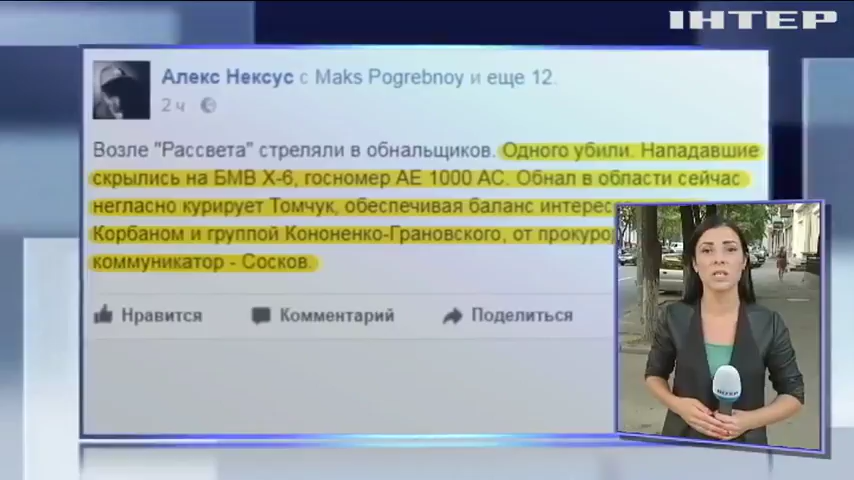 ІНТЕР
Алекс Нексус с Maks Pogrebnoy и еще 12.
2 ч
Возле "Рассвета" стреляли в обнальщиков. Одного убили. Нападавшие
скрылись на БМВ Х-6, госномер АЕ 1000 АС. Обнал в области сейчас
негласно курирует Томчук, обеспечивая баланс
Корбаном и группой Кононенко-Грановского, от
коммуникатор - Сосков.
Нравится Комментарий Поделиться
ІНТЕР